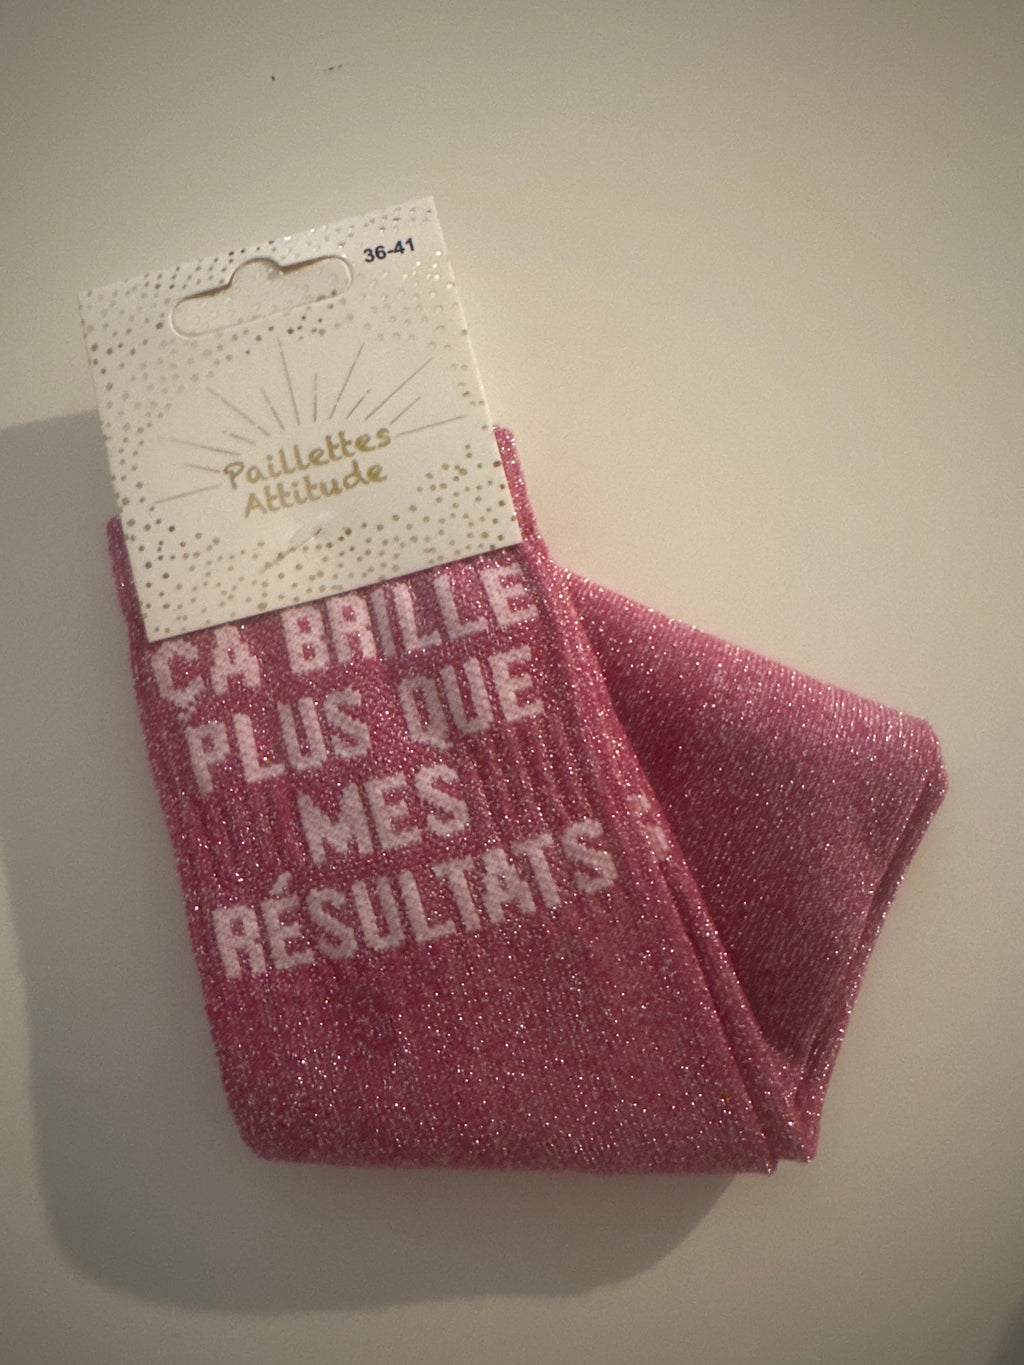 36-41
Paillettes
Attitude
ÇA BRILLE
PLUS QUE
MES
RÉSULTATS